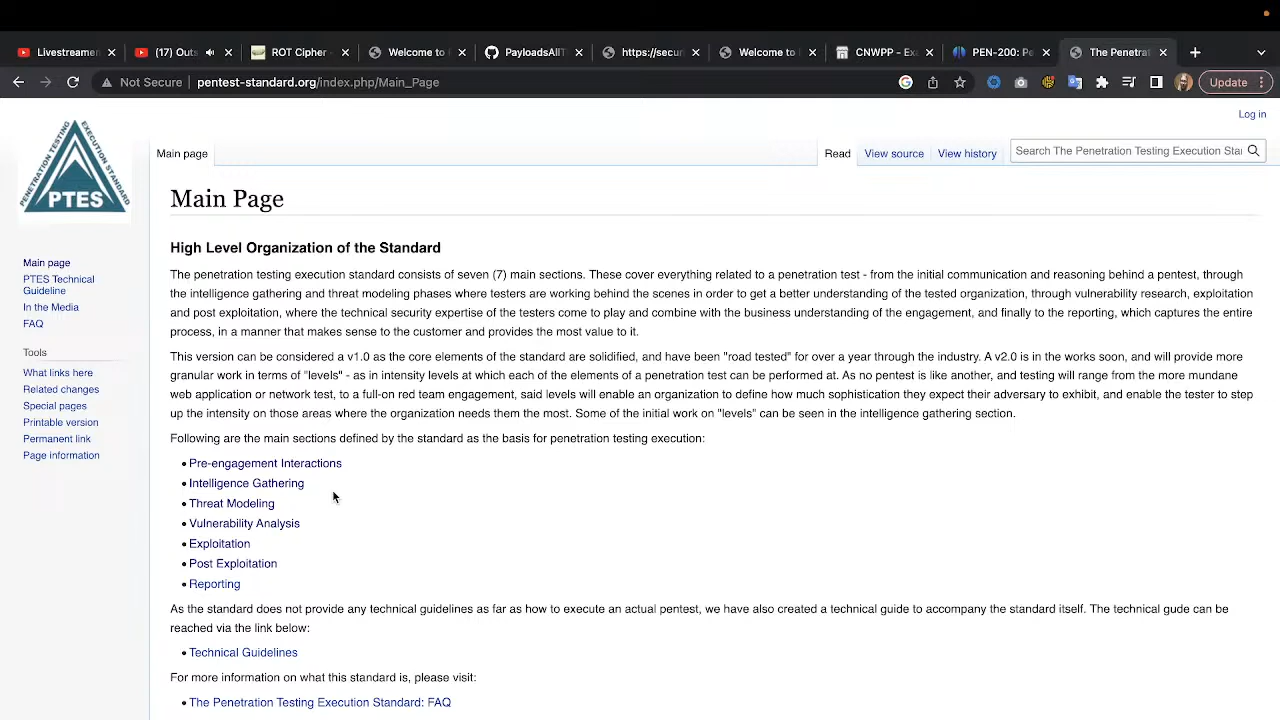 Livestreamer
(17) Outs
ROT Cipher
Welcome to
PayloadsAllT
https://secur
Welcome to
CNWPP - Exa
PEN-200: Pe
The Penetrat
Not Secure
pentest-standard.org/index.php/Main_Page
Update
Log in
PENETRATION TESTING EXECUTION STANDARD
PTES
Main page
Read
View source
View history
Search The Penetration Testing Execution Star
Main Page
Main page
PTES Technical
Guideline
In the Media
FAQ
Tools
What links here
Related changes
Special pages
Printable version
Permanent link
Page information
High Level Organization of the Standard
The penetration testing execution standard consists of seven (7) main sections. These cover everything related to a penetration test - from the initial communication and reasoning behind a pentest, through
the intelligence gathering and threat modeling phases where testers are working behind the scenes in order to get a better understanding of the tested organization, through vulnerability research, exploitation
and post exploitation, where the technical security expertise of the testers come to play and combine with the business understanding of the engagement, and finally to the reporting, which captures the entire
process, in a manner that makes sense to the customer and provides the most value to it.
This version can be considered a v1.0 as the core elements of the standard are solidified, and have been "road tested" for over a year through the industry. A v2.0 is in the works soon, and will provide more
granular work in terms of "levels" - as in intensity levels at which each of the elements of a penetration test can be performed at. As no pentest is like another, and testing will range from the more mundane
web application or network test, to a full-on red team engagement, said levels will enable an organization to define how much sophistication they expect their adversary to exhibit, and enable the tester to step
up the intensity on those areas where the organization needs them the most. Some of the initial work on "levels" can be seen in the intelligence gathering section.
Following are the main sections defined by the standard as the basis for penetration testing execution:
Pre-engagement Interactions
Intelligence Gathering
Threat Modeling
Vulnerability Analysis
Exploitation
Post Exploitation
Reporting
As the standard does not provide any technical guidelines as far as how to execute an actual pentest, we have also created a technical guide to accompany the standard itself. The technical gude can be
reached via the link below:
Technical Guidelines
For more information on what this standard is, please visit:
The Penetration Testing Execution Standard: FAQ